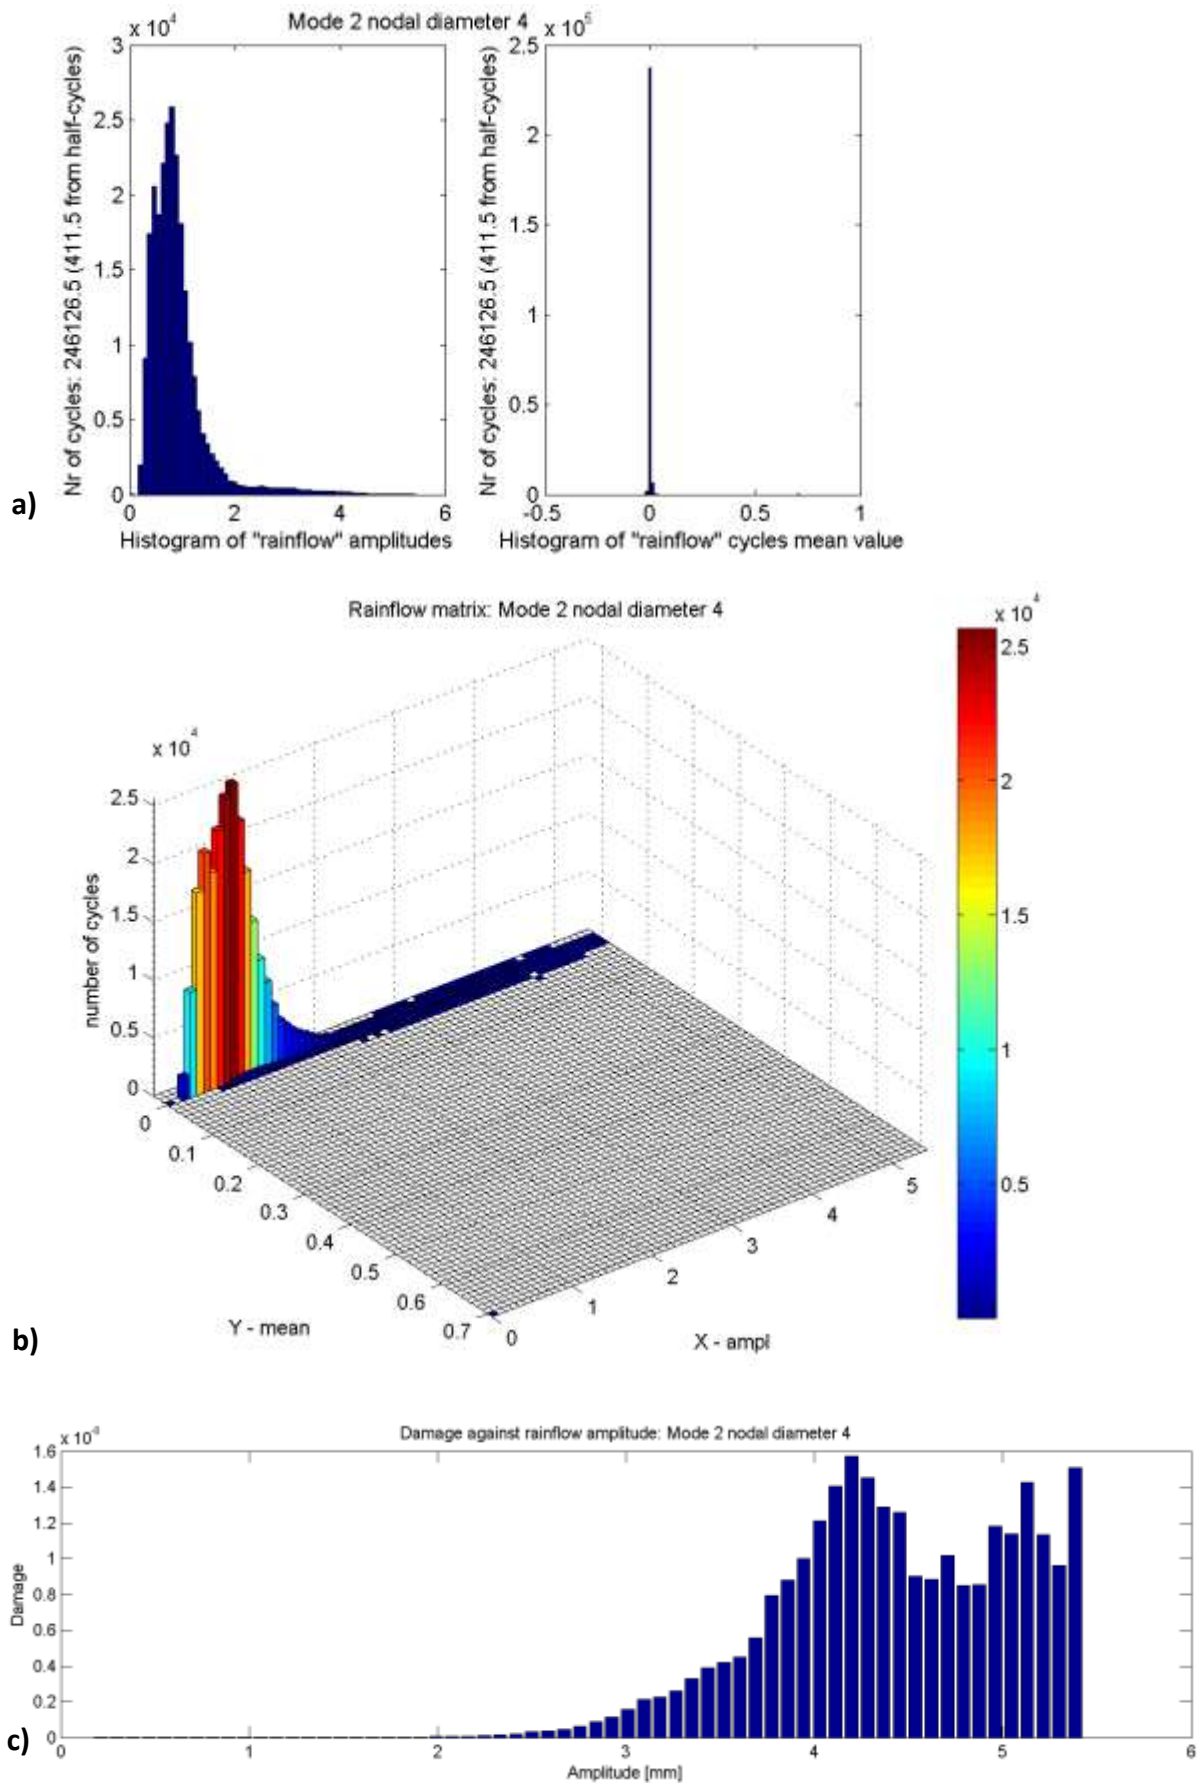 Mode 2 nodal diameter 4
x 10^4
3
2.5
2
1.5
1
0.5
0
0 2 4 6
Nr of cycles: 246126.5 (411.5 from half-cycles)
Histogram of "rainflow" amplitudes
x 10^5
2.5
2
1.5
1
0.5
0
-0.5 0 0.5 1
Nr of cycles: 246126.5 (411.5 from half-cycles)
Histogram of "rainflow" cycles mean value
a)
Rainflow matrix: Mode 2 nodal diameter 4
x 10^4
2.5
2
1.5
1
0.5
0
number of cycles
0
0.1
0.2
0.3
0.4
0.5
0.6
0.7
Y - mean
0
1
2
3
4
5
X - ampl
x 10^4
2.5
2
1.5
1
0.5
b)
Damage against rainflow amplitude: Mode 2 nodal diameter 4
1.6
1.4
1.2
1
0.8
0.6
0.4
0.2
0
Damage
0 1 2 3 4 5 6
Amplitude [mm]
c)